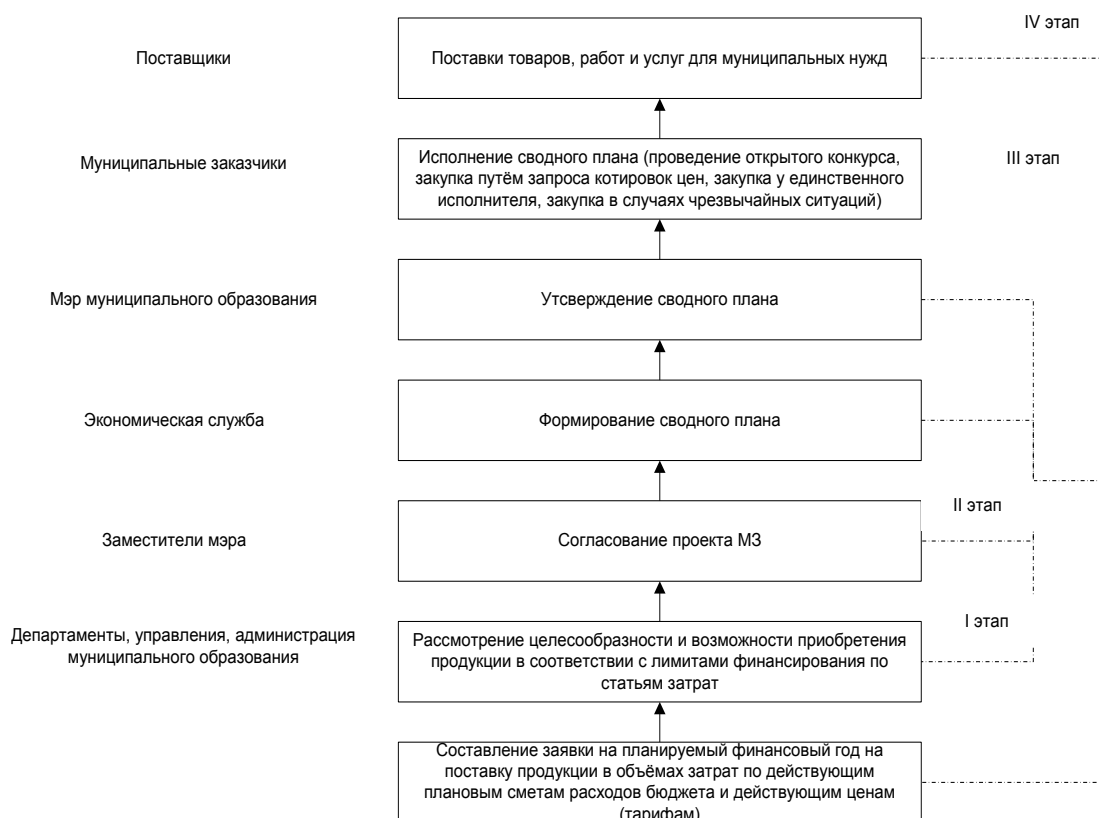 IV этап
Поставщики
Поставки товаров, работ и услуг для муниципальных нужд
Муниципальные заказчики
Исполнение сводного плана (проведение открытого конкурса,
закупка путём запроса котировок цен, закупка у единственного
исполнителя, закупка в случаях чрезвычайных ситуаций)
III этап
Мэр муниципального образования
Утсверждение сводного плана
Экономическая служба
Формирование сводного плана
II этап
Заместители мэра
Согласование проекта МЗ
I этап
Департаменты, управления, администрация
муниципального образования
Рассмотрение целесообразности и возможности приобретения
продукции в соответствии с лимитами финансирования по
статьям затрат
Составление заявки на планируемый финансовый год на
поставку продукции в объёмах затрат по действующим
плановым сметам расходов бюджета и действующим ценам
(тарифам)